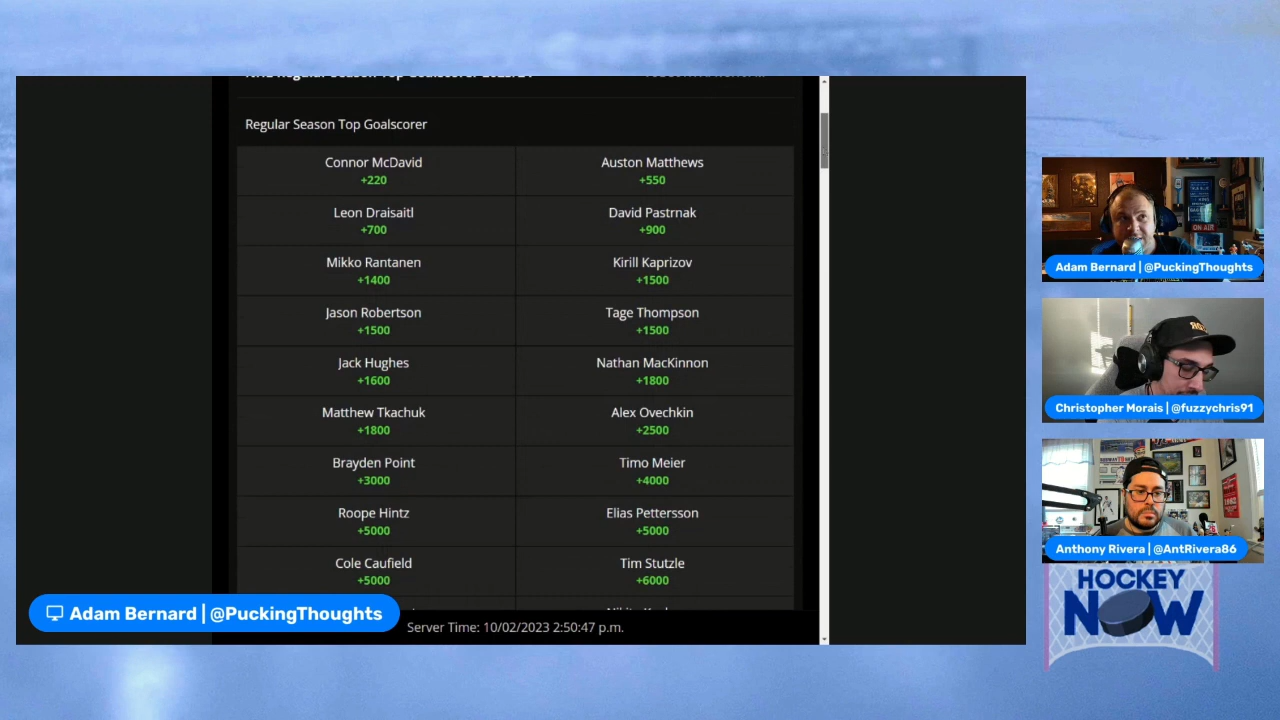 Regular Season Top Goalscorer
Connor McDavid
+220
Auston Matthews
+550
Leon Draisaitl
+700
David Pastrnak
+900
Mikko Rantanen
+1400
Kirill Kaprizov
+1500
Jason Robertson
+1500
Tage Thompson
+1500
Jack Hughes
+1600
Nathan MacKinnon
+1800
Matthew Tkachuk
+1800
Alex Ovechkin
+2500
Brayden Point
+3000
Timo Meier
+4000
Roope Hintz
+5000
Elias Pettersson
+5000
Cole Caufield
+5000
Tim Stutzle
+6000
Adam Bernard | @PuckingThoughts
Server Time: 10/02/2023 2:50:47 p.m.
ON AIR
Adam Bernard | @PuckingThoughts
Christopher Morais | @fuzzychris91
Anthony Rivera | @AntRivera86
HOCKEY
NOW